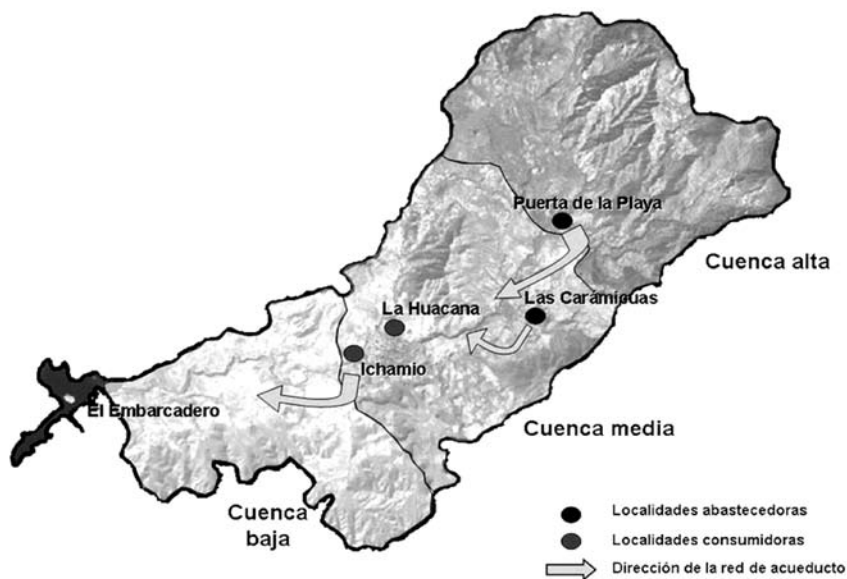 Puerta de la Playa
Cuenca alta
Las Carámicuas
La Huacana
Ichamio
El Embarcadero
Cuenca media
Cuenca
baja
Localidades abastecedoras
Localidades consumidoras
Dirección de la red de acueducto